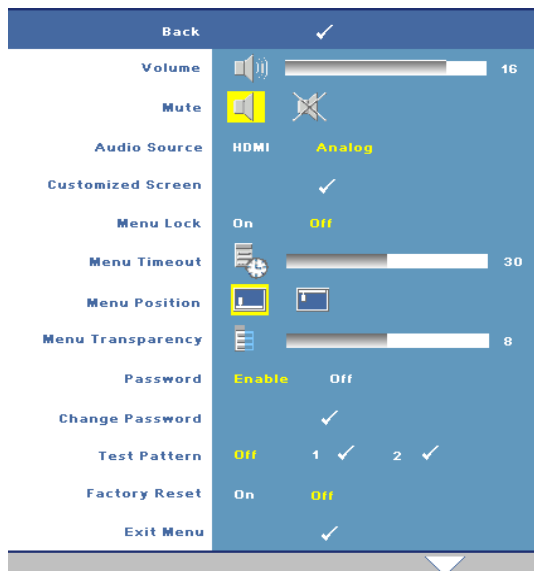 Back
Volume 16
Mute
Audio Source HDMI Analog
Customized Screen
Menu Lock On Off
Menu Timeout 30
Menu Position
Menu Transparency 8
Password Enable Off
Change Password
Test Pattern Off 1 2
Factory Reset On Off
Exit Menu